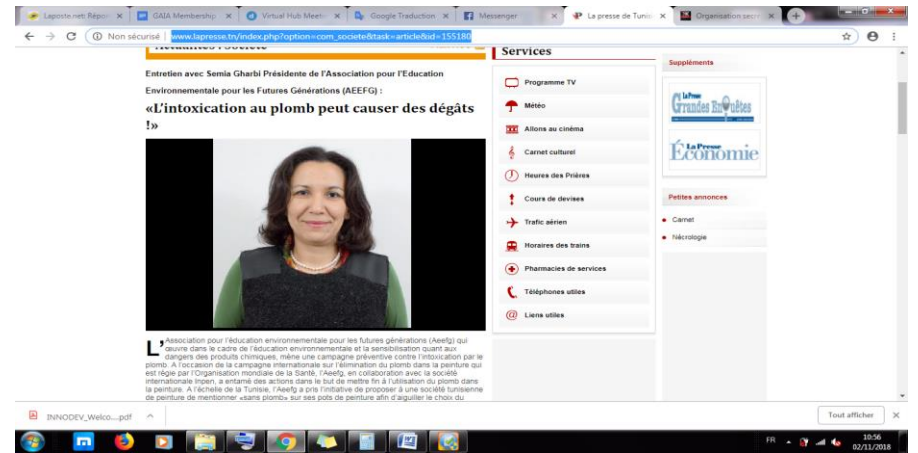 Laposte.net: Répor
GAIA Membership
Virtual Hub Meetin
Google Traduction
Messenger
La presse de Tunis
Organisation secr
Non sécurisé | www.lapresse.tn/index.php?option=com_societe&task=article&id=155180
Actualités : Société
Entretien avec Semia Gharbi Présidente de l'Association pour l'Education
Environnementale pour les Futures Générations (AEEFG) :
«L'intoxication au plomb peut causer des dégâts
!»
L'Association pour l'éducation environnementale pour les futures générations (Aeefg) qui
œuvre dans le cadre de l'éducation environnementale et la sensibilisation quant aux
dangers des produits chimiques, mène une campagne préventive contre l'intoxication par le
plomb. A l'occasion de la campagne internationale sur l'élimination du plomb dans la peinture qui
est régie par l'Organisation mondiale de la Santé, l'Aeefg, en collaboration avec la société
internationale Inpen, a entamé des actions dans le but de mettre fin à l'utilisation du plomb dans
la peinture. A l'échelle de la Tunisie, l'Aeefg a pris l'initiative de proposer à une société tunisienne
de peinture de mentionner «sans plomb» sur ses pots de peinture afin d'aiguiller le choix du
Services
Programme TV
Météo
Allons au cinéma
Carnet culturel
Heures des Prières
Cours de devises
Trafic aérien
Horaires des trains
Pharmacies de services
Téléphones utiles
Liens utiles
Suppléments
La Presse
Grandes Enquêtes
La Presse
Économie
Petites annonces
Carnet
Nécrologie
INNODEV_Welco....pdf
Tout afficher
FR
10:56
02/11/2018